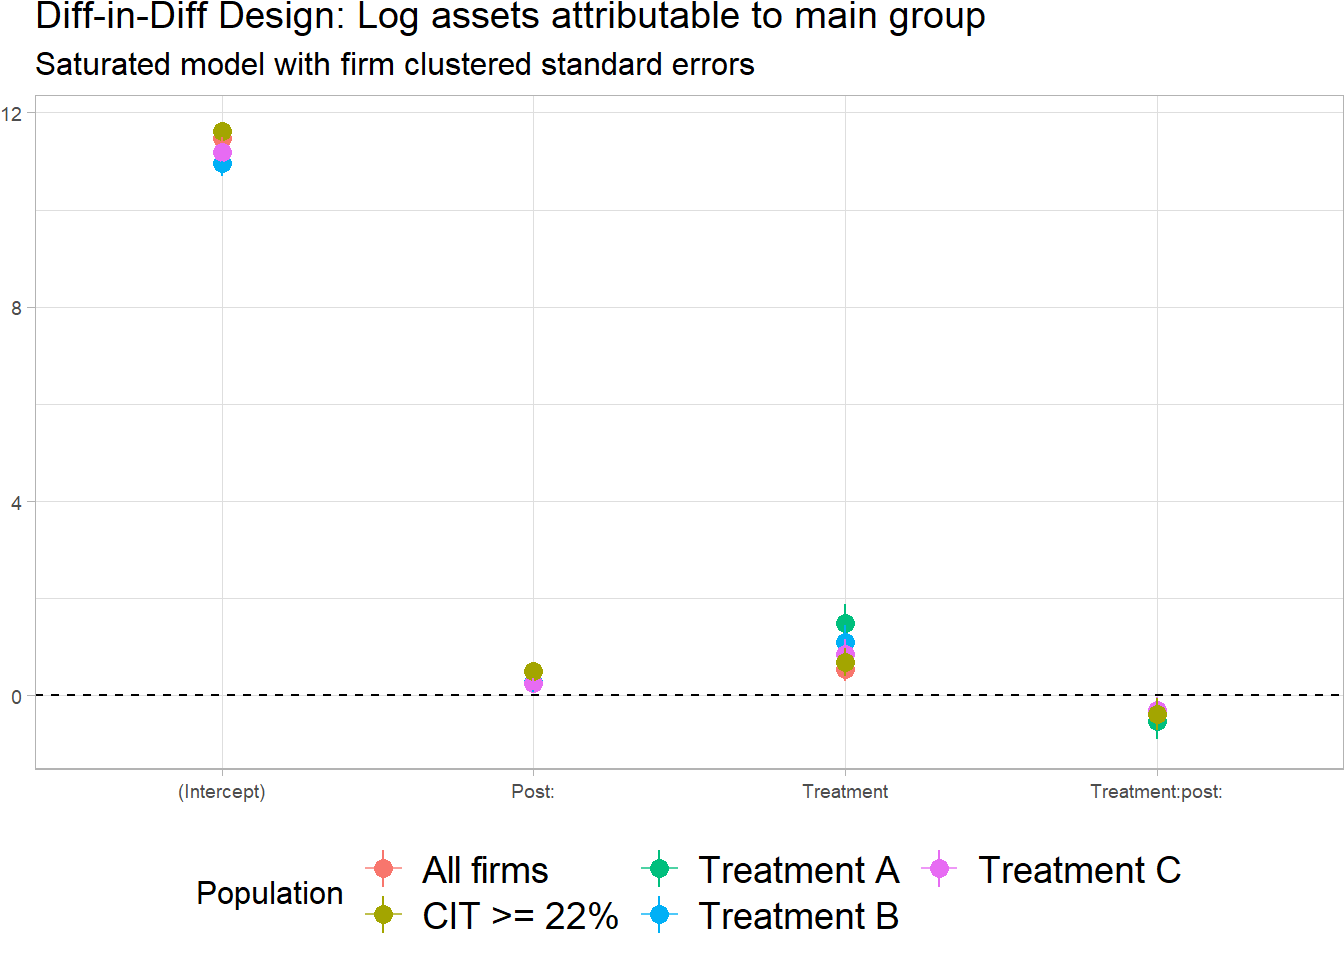 Diff-in-Diff Design: Log assets attributable to main group
Saturated model with firm clustered standard errors
12
8
4
0
(Intercept) Post: Treatment Treatment:post:
Population
All firms Treatment A Treatment C
CIT >= 22% Treatment B